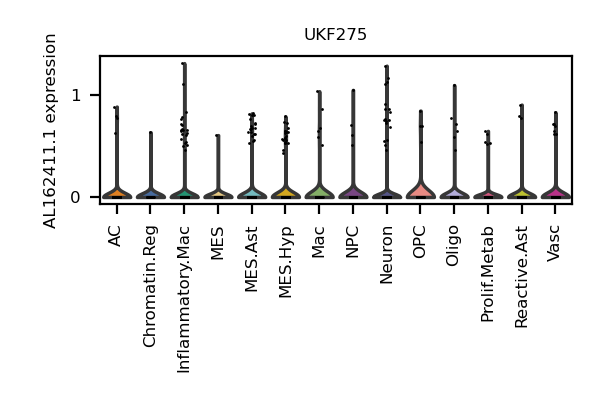 UKF275
AL162411.1 expression
1
0
AC
Chromatin.Reg
Inflammatory.Mac
MES
MES.Ast
MES.Hyp
Mac
NPC
Neuron
OPC
Oligo
Prolif.Metab
Reactive.Ast
Vasc